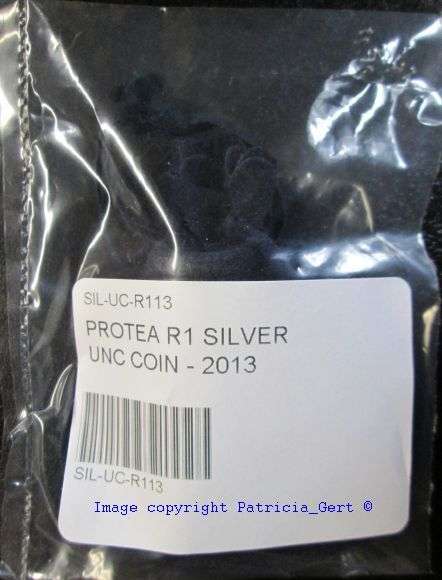 SIL-UC-R113
PROTEA R1 SILVER
UNC COIN - 2013
SIL-UC-R113
Image copyright Patricia_Gert ©